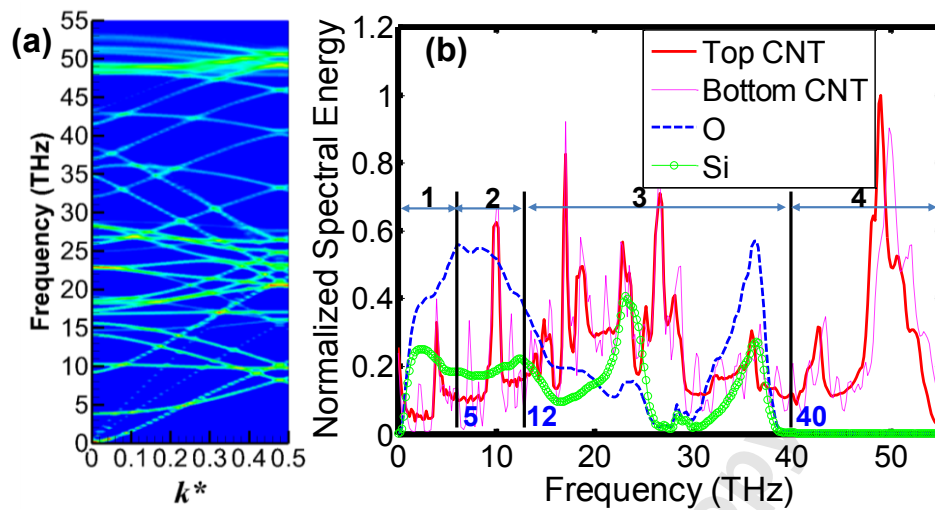 (a)
55
50
45
40
35
30
25
20
15
10
5
0
Frequency (THz)
0 0.1 0.2 0.3 0.4 0.5
k*
(b)
Top CNT
Bottom CNT
O
Si
1.2
1
0.8
0.6
0.4
0.2
0
Normalized Spectral Energy
1 2 3 4
5 12 40
0 10 20 30 40 50
Frequency (THz)